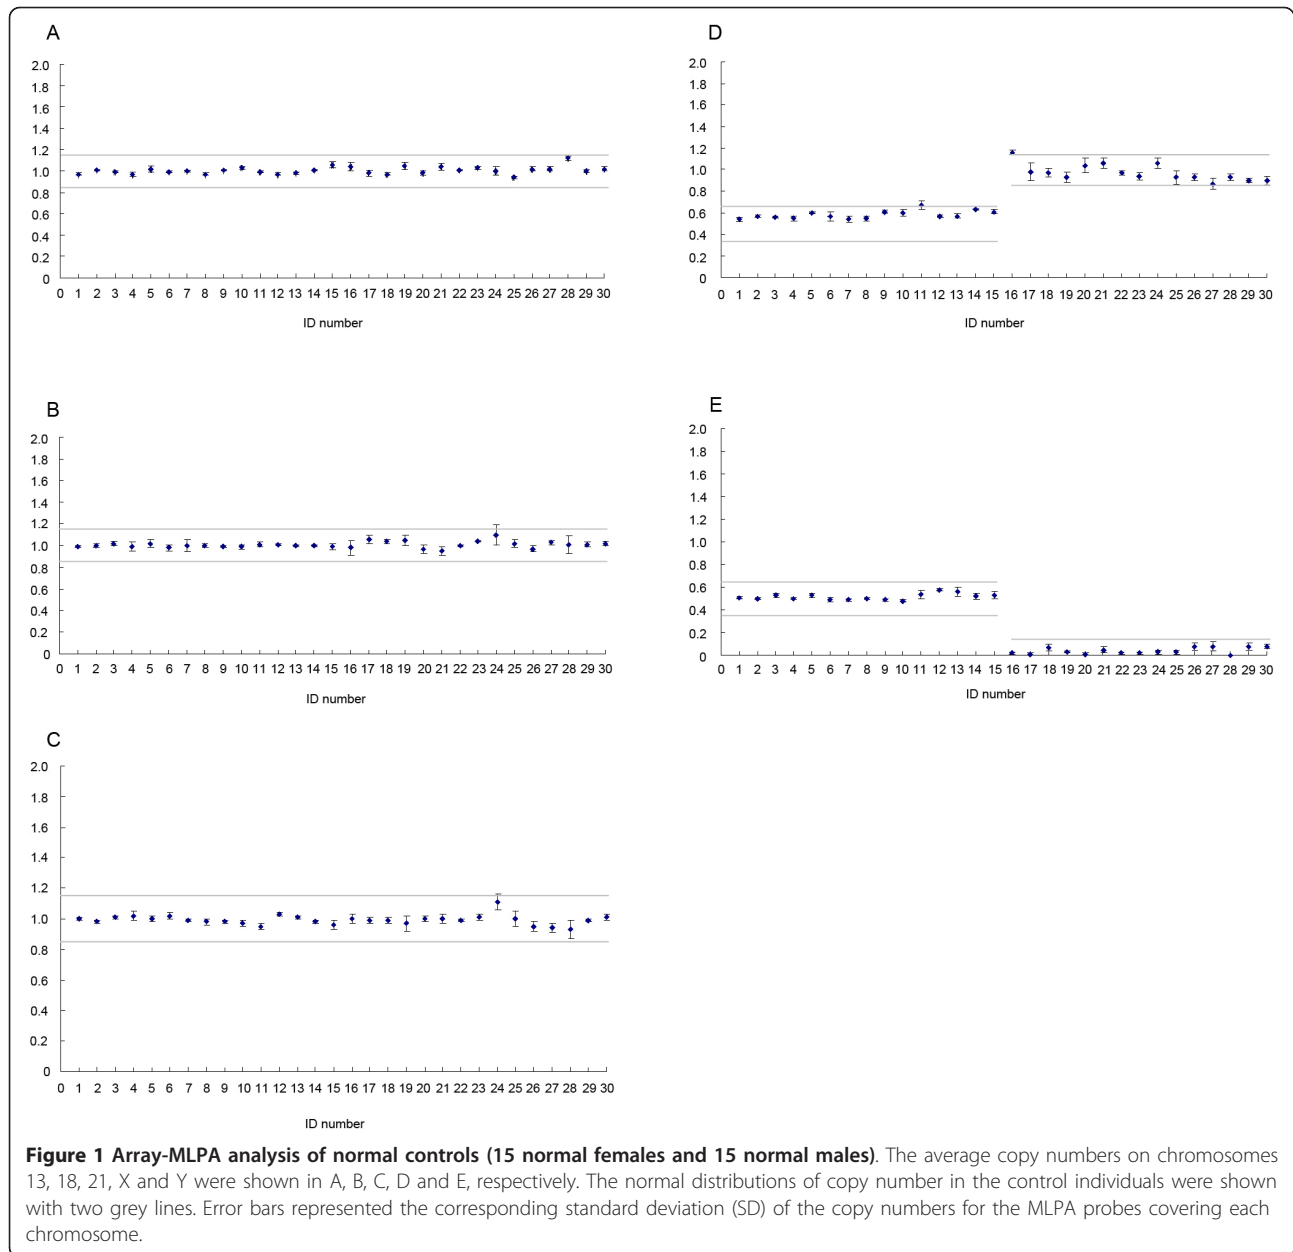 A
2.0
1.8
1.6
1.4
1.2
1.0
0.8
0.6
0.4
0.2
0
0 1 2 3 4 5 6 7 8 9 10 11 12 13 14 15 16 17 18 19 20 21 22 23 24 25 26 27 28 29 30
ID number
B
2.0
1.8
1.6
1.4
1.2
1.0
0.8
0.6
0.4
0.2
0
0 1 2 3 4 5 6 7 8 9 10 11 12 13 14 15 16 17 18 19 20 21 22 23 24 25 26 27 28 29 30
ID number
C
2.0
1.8
1.6
1.4
1.2
1.0
0.8
0.6
0.4
0.2
0
0 1 2 3 4 5 6 7 8 9 10 11 12 13 14 15 16 17 18 19 20 21 22 23 24 25 26 27 28 29 30
ID number
D
2.0
1.8
1.6
1.4
1.2
1.0
0.8
0.6
0.4
0.2
0
0 1 2 3 4 5 6 7 8 9 10 11 12 13 14 15 16 17 18 19 20 21 22 23 24 25 26 27 28 29 30
ID number
E
2.0
1.8
1.6
1.4
1.2
1.0
0.8
0.6
0.4
0.2
0
0 1 2 3 4 5 6 7 8 9 10 11 12 13 14 15 16 17 18 19 20 21 22 23 24 25 26 27 28 29 30
ID number
Figure 1 Array-MLPA analysis of normal controls (15 normal females and 15 normal males). The average copy numbers on chromosomes
13, 18, 21, X and Y were shown in A, B, C, D and E, respectively. The normal distributions of copy number in the control individuals were shown
with two grey lines. Error bars represented the corresponding standard deviation (SD) of the copy numbers for the MLPA probes covering each
chromosome.